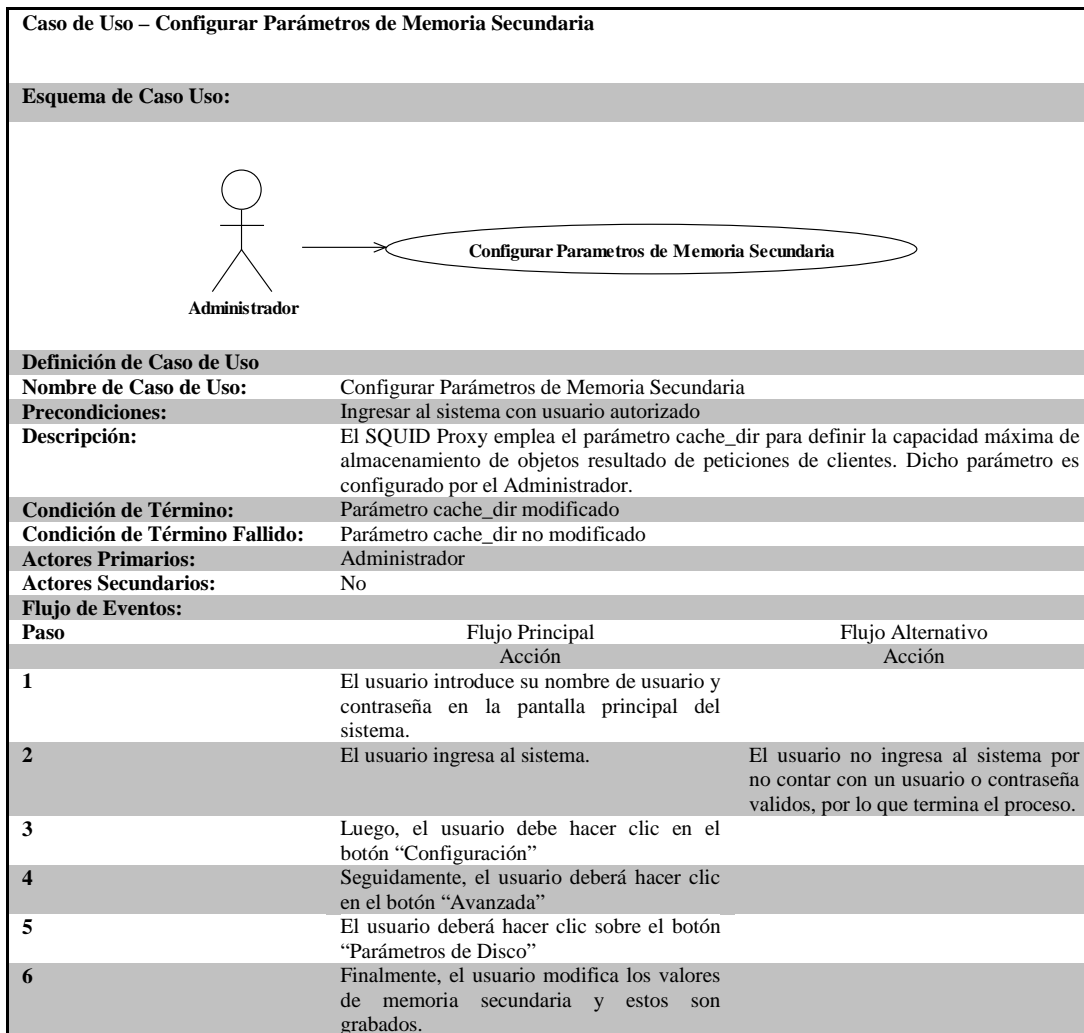 Caso de Uso – Configurar Parámetros de Memoria Secundaria
Esquema de Caso Uso:
Configurar Parametros de Memoria Secundaria
Administrador
Definición de Caso de Uso
Nombre de Caso de Uso: Configurar Parámetros de Memoria Secundaria
Precondiciones: Ingresar al sistema con usuario autorizado
Descripción: El SQUID Proxy emplea el parámetro cache_dir para definir la capacidad máxima de
almacenamiento de objetos resultado de peticiones de clientes. Dicho parámetro es
configurado por el Administrador.
Condición de Término: Parámetro cache_dir modificado
Condición de Término Fallido: Parámetro cache_dir no modificado
Actores Primarios: Administrador
Actores Secundarios: No
Flujo de Eventos:
Paso Flujo Principal Flujo Alternativo
Acción Acción
1 El usuario introduce su nombre de usuario y
contraseña en la pantalla principal del
sistema.
2 El usuario ingresa al sistema. El usuario no ingresa al sistema por
no contar con un usuario o contraseña
validos, por lo que termina el proceso.
3 Luego, el usuario debe hacer clic en el
botón “Configuración”
4 Seguidamente, el usuario deberá hacer clic
en el botón “Avanzada”
5 El usuario deberá hacer clic sobre el botón
“Parámetros de Disco”
6 Finalmente, el usuario modifica los valores
de memoria secundaria y estos son
grabados.